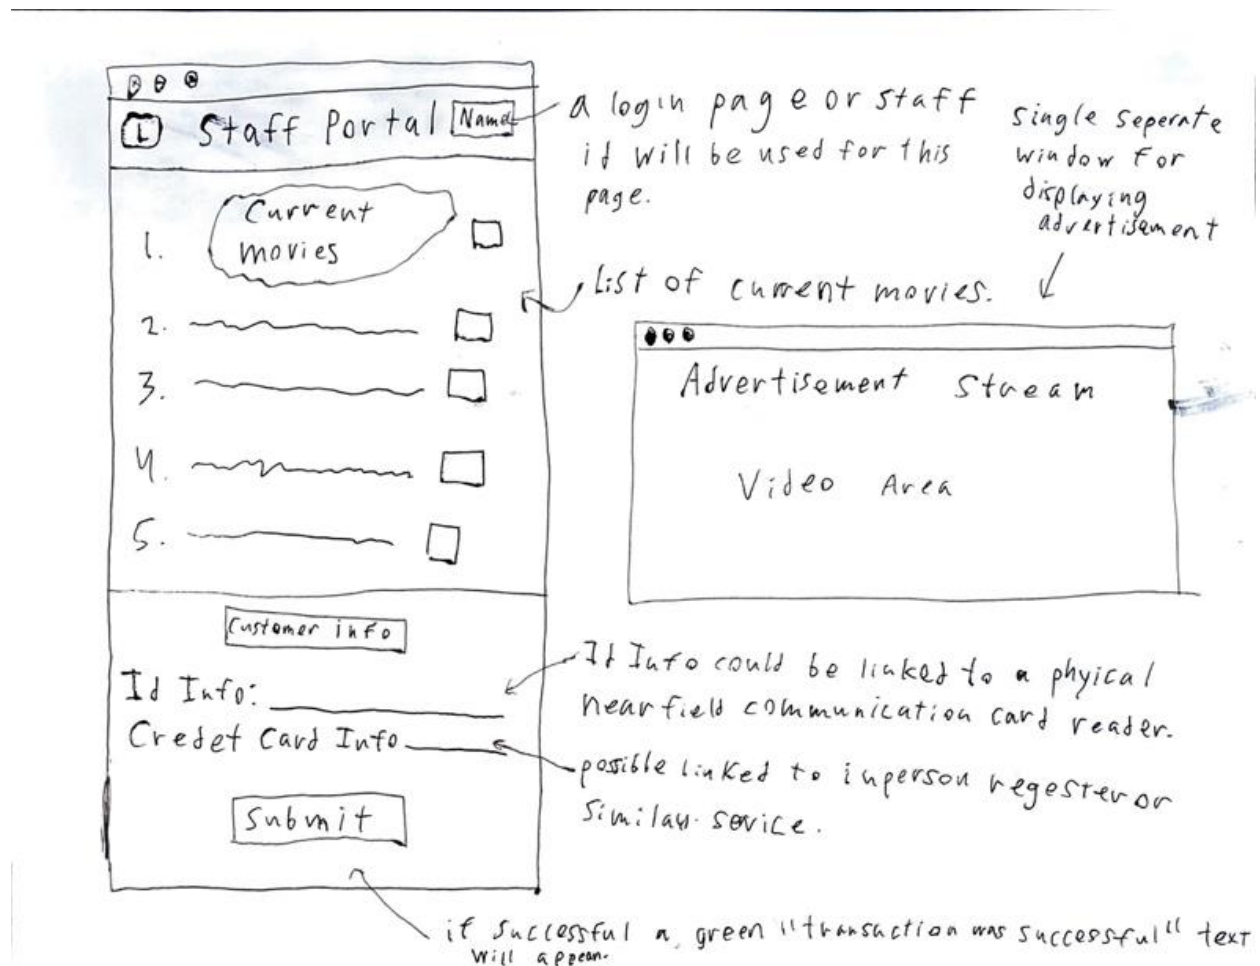 L Staff Portal Name
1. Current
movies
2.
3.
4.
5.
Customer info
Id Info:
Credet Card Info
Submit
a login page or staff
id will be used for this
page.
single seperate
window for
displaying
advertisement
List of current movies.
Advertisement Stream
Video Area
Id Info could be linked to a phyical
near field communication card reader.
possible linked to inperson regester or
similar service.
if successful a green "transaction was successful" text
will appear.